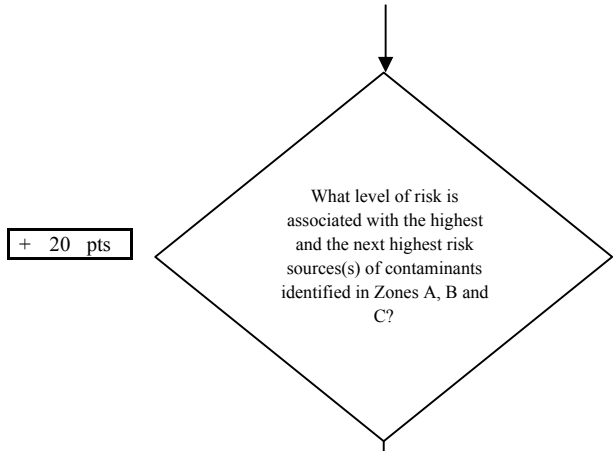 What level of risk is
associated with the highest
and the next highest risk
sources(s) of contaminants
identified in Zones A, B and
C?
+ 20 pts